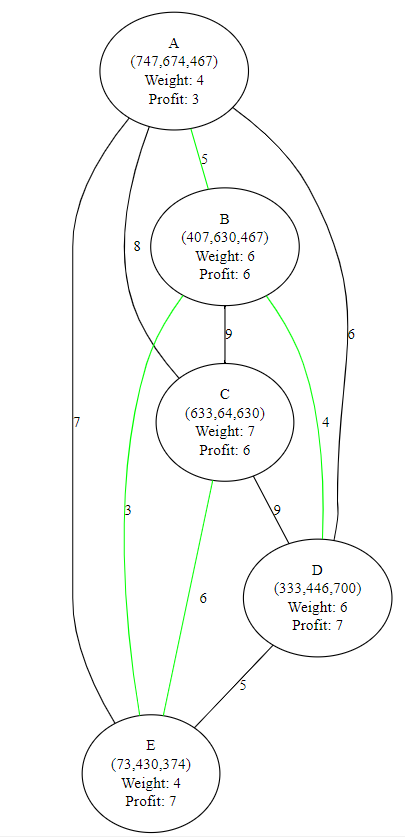 A
(747,674,467)
Weight: 4
Profit: 3
5
B
(407,630,467)
Weight: 6
Profit: 6
8
9
6
C
(633,64,630)
Weight: 7
Profit: 6
7
4
3
9
D
(333,446,700)
Weight: 6
Profit: 7
6
5
E
(73,430,374)
Weight: 4
Profit: 7